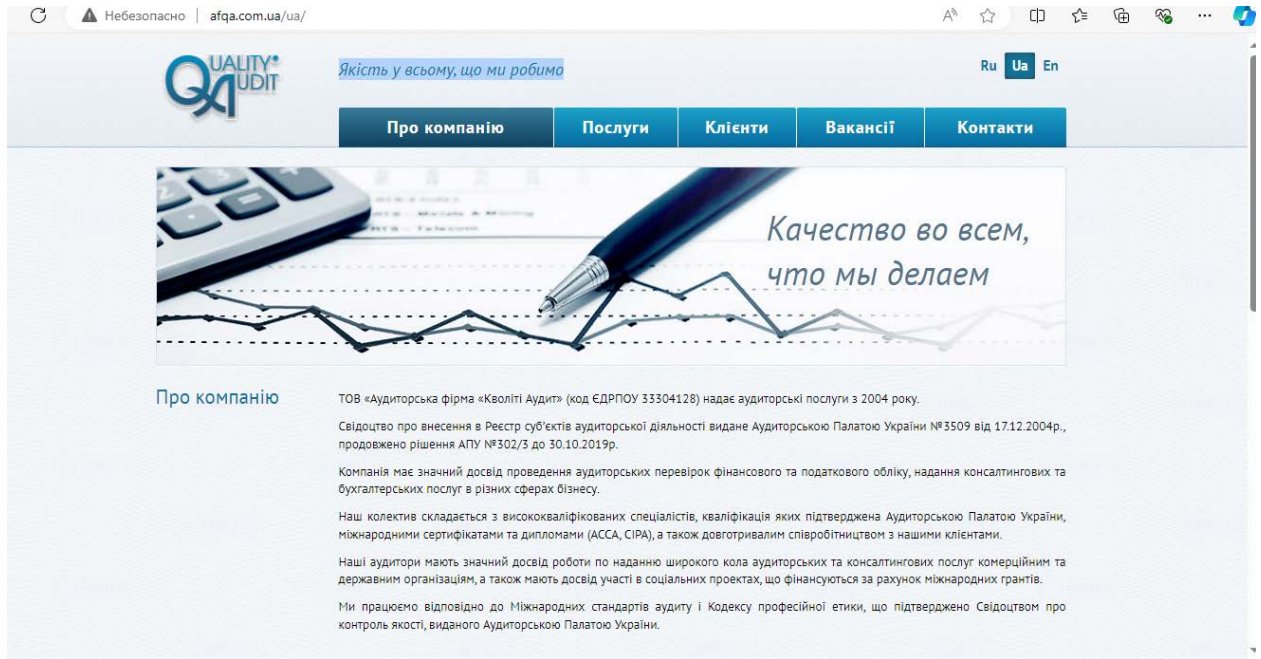 Небезопасно | afqa.com.ua/ua/
QUALITY
AUDIT
Якість у всьому, що ми робимо
Ru Ua En
Про компанію Послуги Клієнти Вакансії Контакти
Качество во всем,
что мы делаем
Про компанію
ТОВ «Аудиторська фірма «Кволіті Аудит» (код ЄДРПОУ 33304128) надає аудиторські послуги з 2004 року.
Свідоцтво про внесення в Реєстр суб'єктів аудиторської діяльності видане Аудиторською Палатою України №3509 від 17.12.2004р.,
продовжено рішення АПУ №302/3 до 30.10.2019р.
Компанія має значний досвід проведення аудиторських перевірок фінансового та податкового обліку, надання консалтингових та
бухгалтерських послуг в різних сферах бізнесу.
Наш колектив складається з висококваліфікованих спеціалістів, кваліфікація яких підтверджена Аудиторською Палатою України,
міжнародними сертифікатами та дипломами (ACCA, CIPA), а також довготривалим співробітництвом з нашими клієнтами.
Наші аудитори мають значний досвід роботи по наданню широкого кола аудиторських та консалтингових послуг комерційним та
державним організаціям, а також мають досвід участі в соціальних проектах, що фінансуються за рахунок міжнародних грантів.
Ми працюємо відповідно до Міжнародних стандартів аудиту і Кодексу професійної етики, що підтверджено Свідоцтвом про
контроль якості, виданого Аудиторською Палатою України.